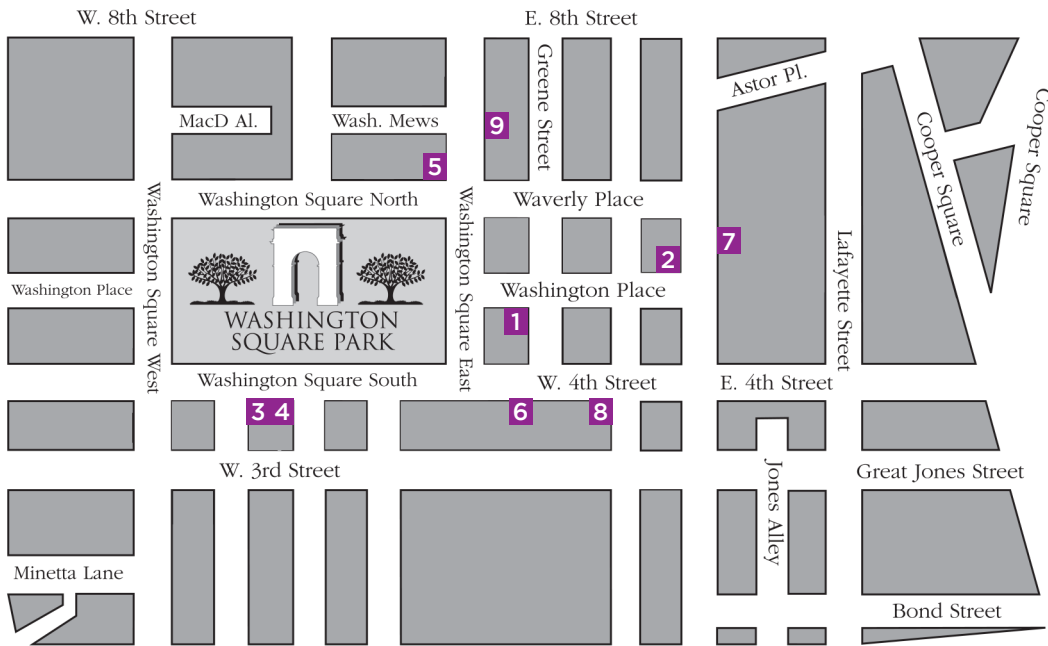 W. 8th Street
E. 8th Street
Greene Street
Astor Pl.
Cooper Square
Cooper Square
MacD Al.
Wash. Mews
9
5
Washington Square North
Waverly Place
Washington Square West
Washington Square East
7
Lafayette Street
2
Washington Place
Washington Place
WASHINGTON
SQUARE PARK
1
Washington Square South
W. 4th Street
E. 4th Street
3 4
6
8
W. 3rd Street
Jones Alley
Great Jones Street
Minetta Lane
Bond Street